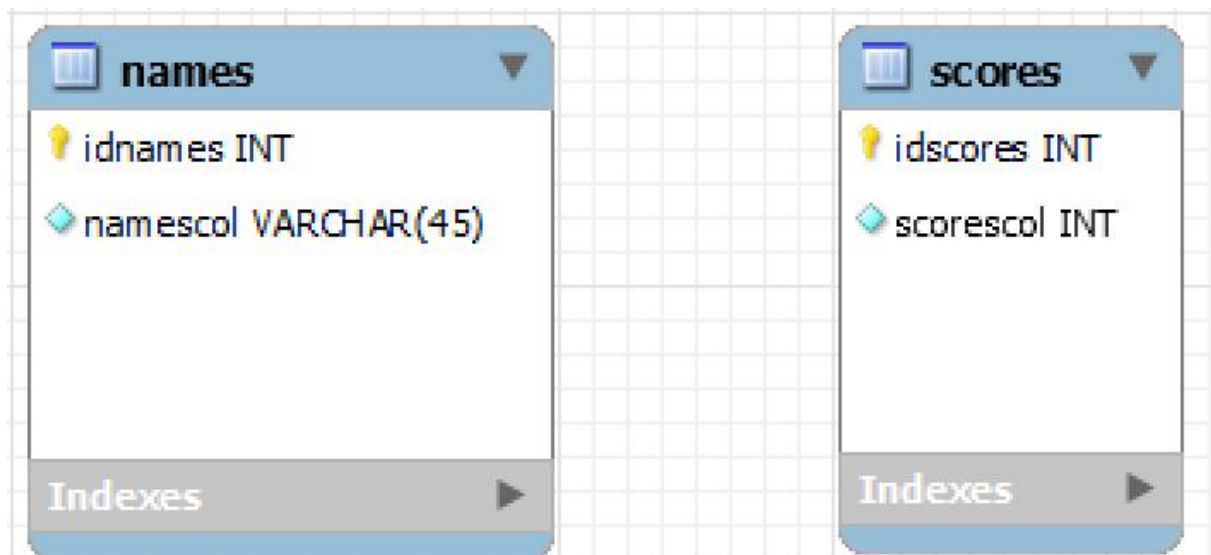 names
idnames INT
namescol VARCHAR(45)
Indexes
scores
idscores INT
scorescol INT
Indexes